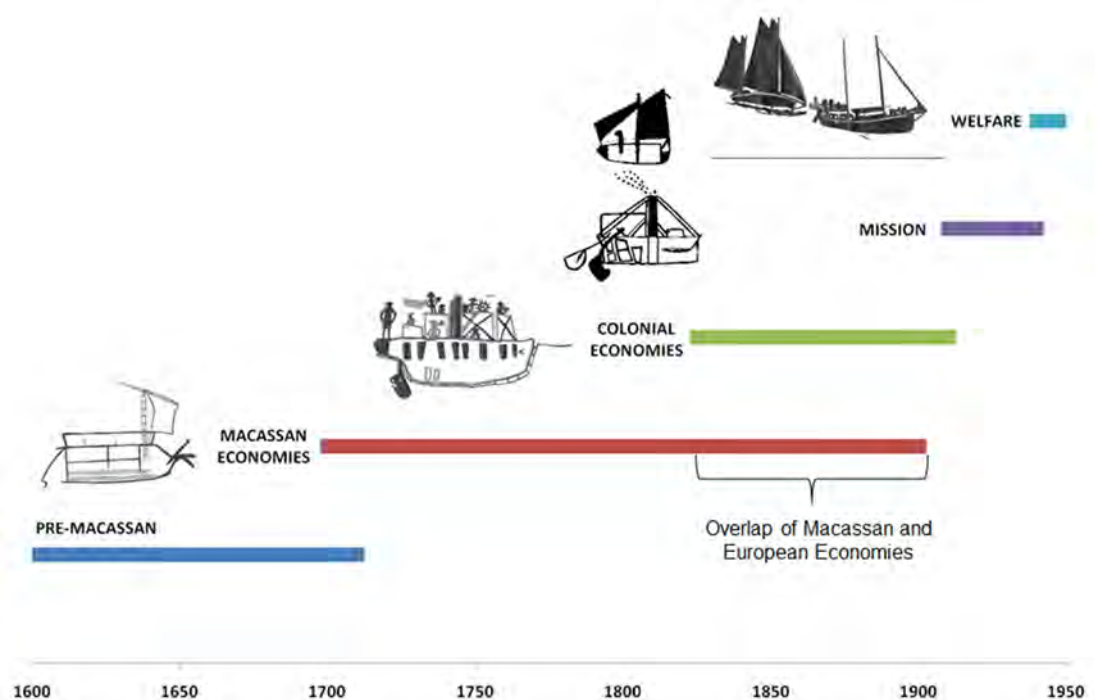 WELFARE
MISSION
COLONIAL
ECONOMIES
MACASSAN
ECONOMIES
PRE-MACASSAN
Overlap of Macassan and
European Economies
1600 1650 1700 1750 1800 1850 1900 1950